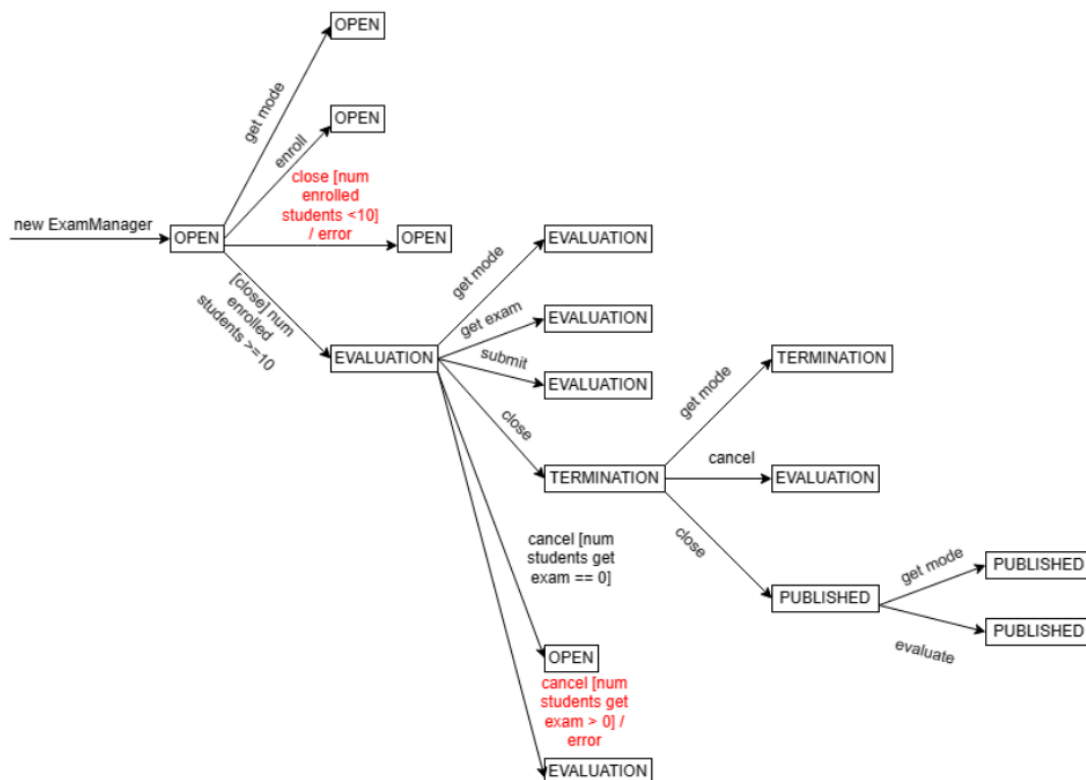 OPEN
get mode
OPEN
enroll
close [num
enrolled
students <10]
/ error
new ExamManager
OPEN
OPEN
[close] num
enrolled
students >=10
EVALUATION
get mode
EVALUATION
get exam
EVALUATION
submit
EVALUATION
close
TERMINATION
get mode
TERMINATION
cancel
EVALUATION
close
cancel [num
students get
exam == 0]
PUBLISHED
get mode
PUBLISHED
evaluate
PUBLISHED
OPEN
cancel [num
students get
exam > 0] /
error
EVALUATION